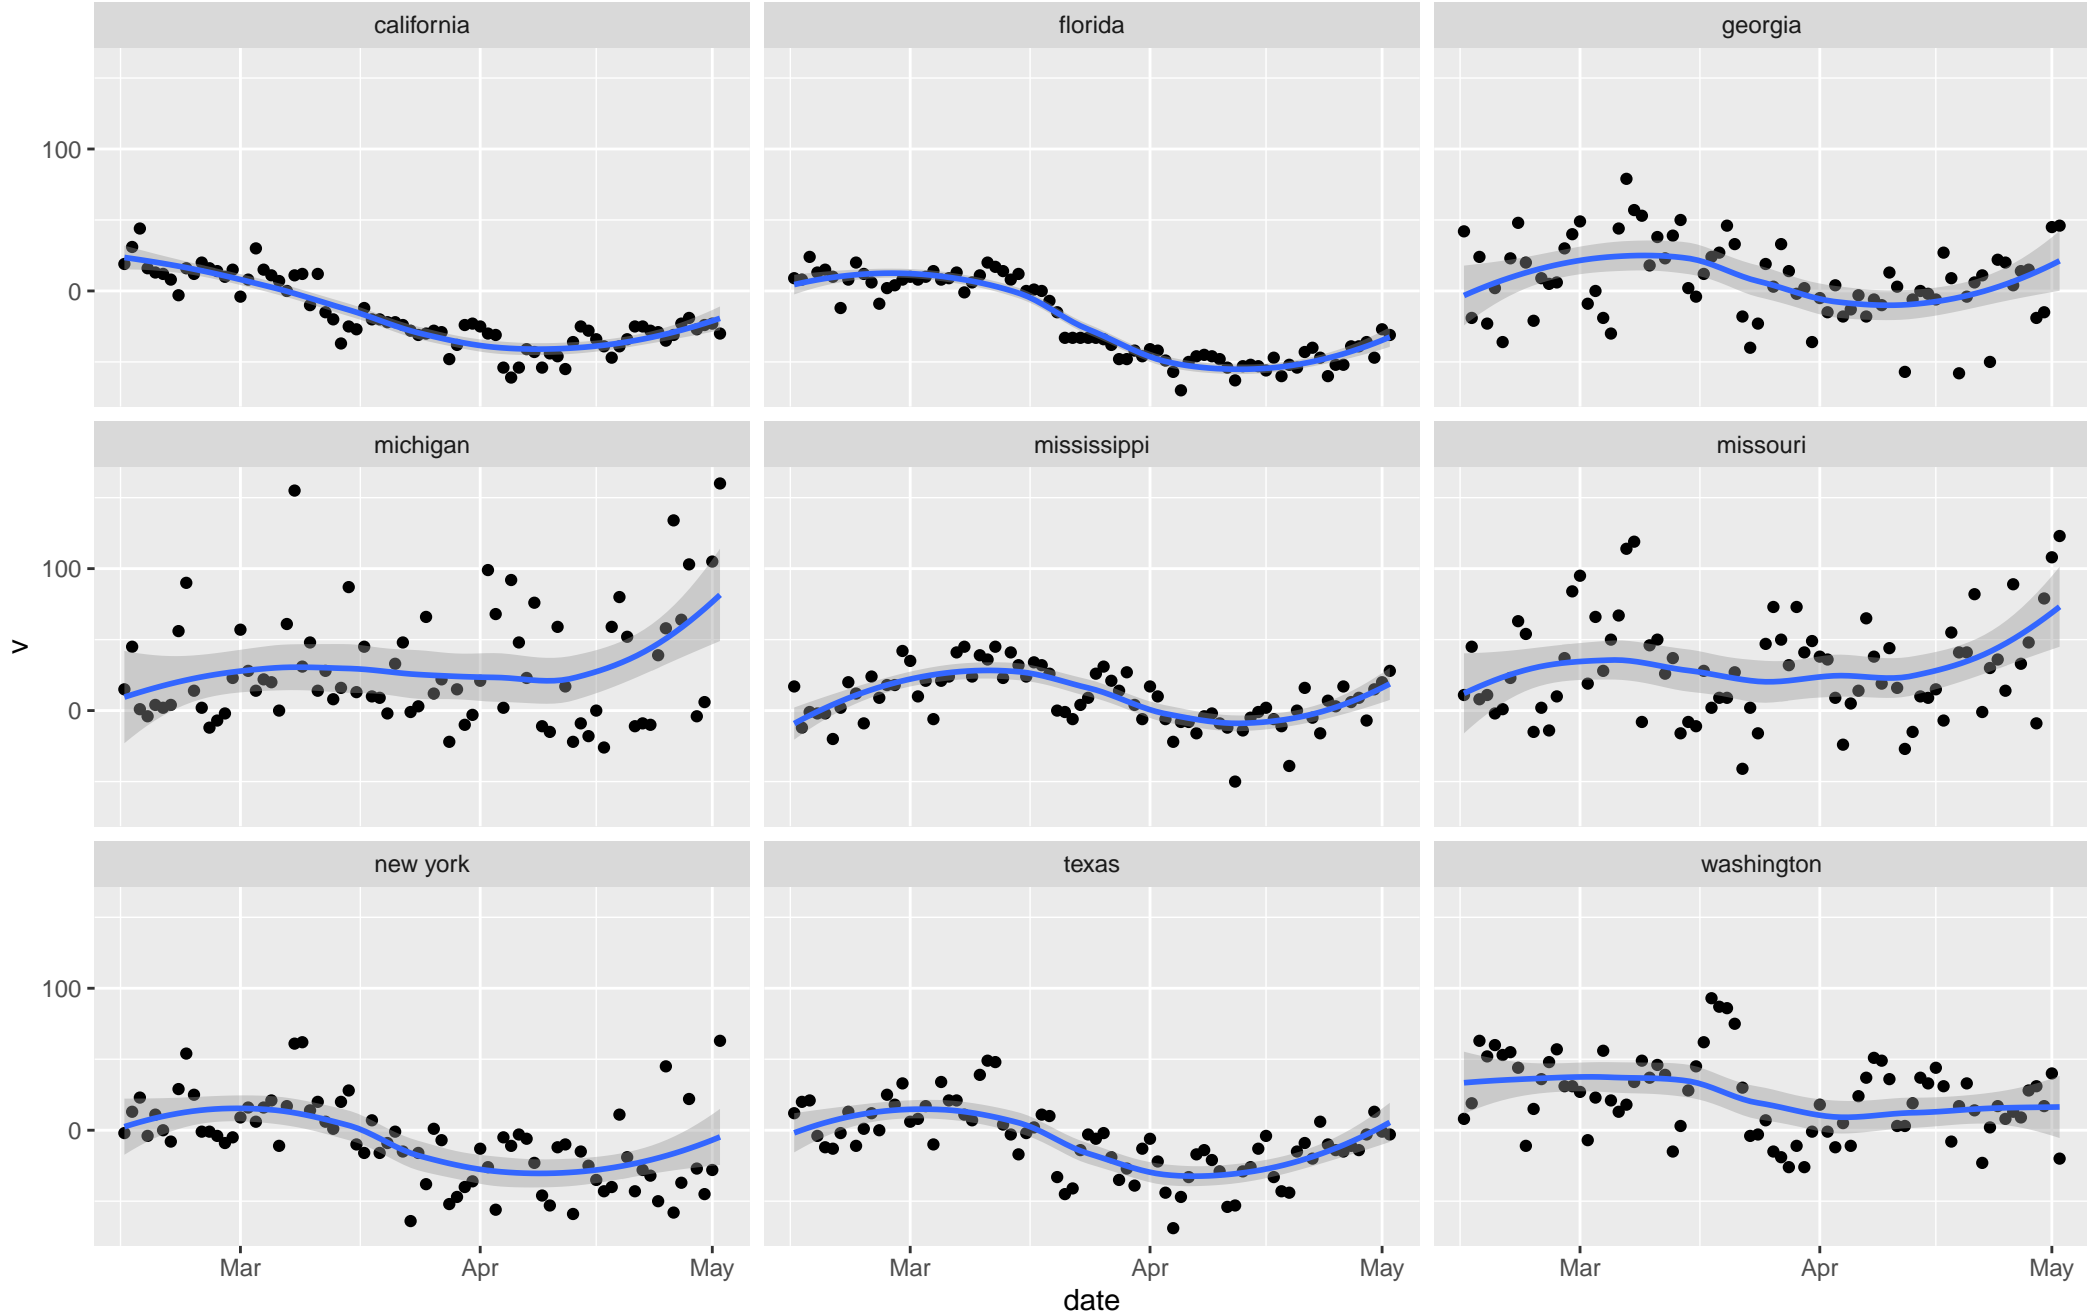 california florida georgia
100
0
michigan mississippi missouri
100
0
v
new york texas washington
100
0
Mar Apr May Mar Apr May Mar Apr May
date